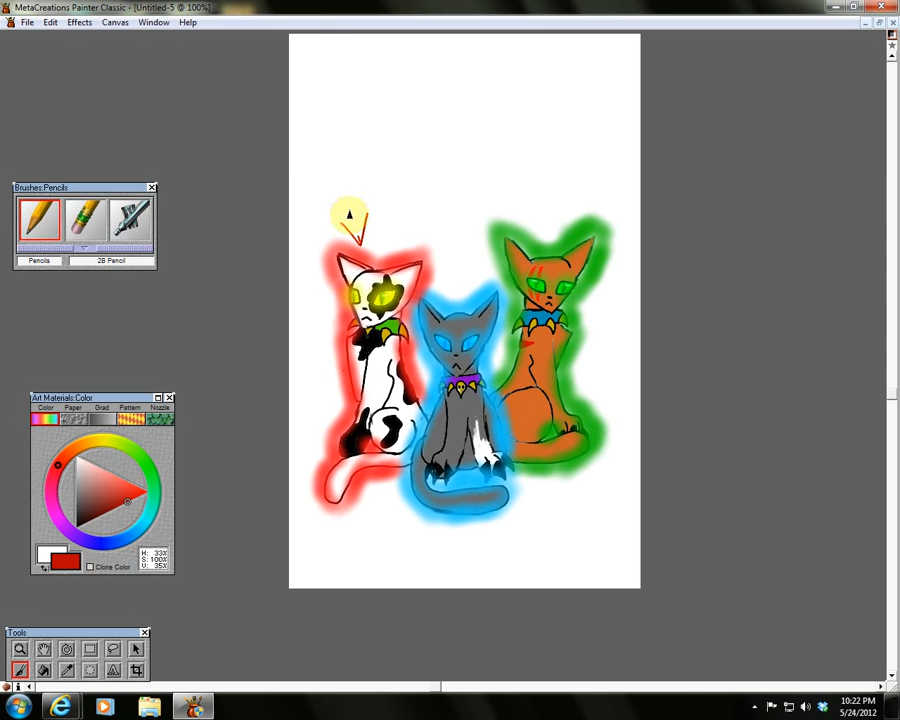 MetaCreations Painter Classic - [Untitled-5 @ 100%]
File Edit Effects Canvas Window Help
Brushes:Pencils
Pencils 2B Pencil
Art Materials:Color
Color Paper Grad Pattern Nozzle
H: 33%
S: 100%
V: 35%
Clone Color
Tools
10:22 PM
5/24/2012